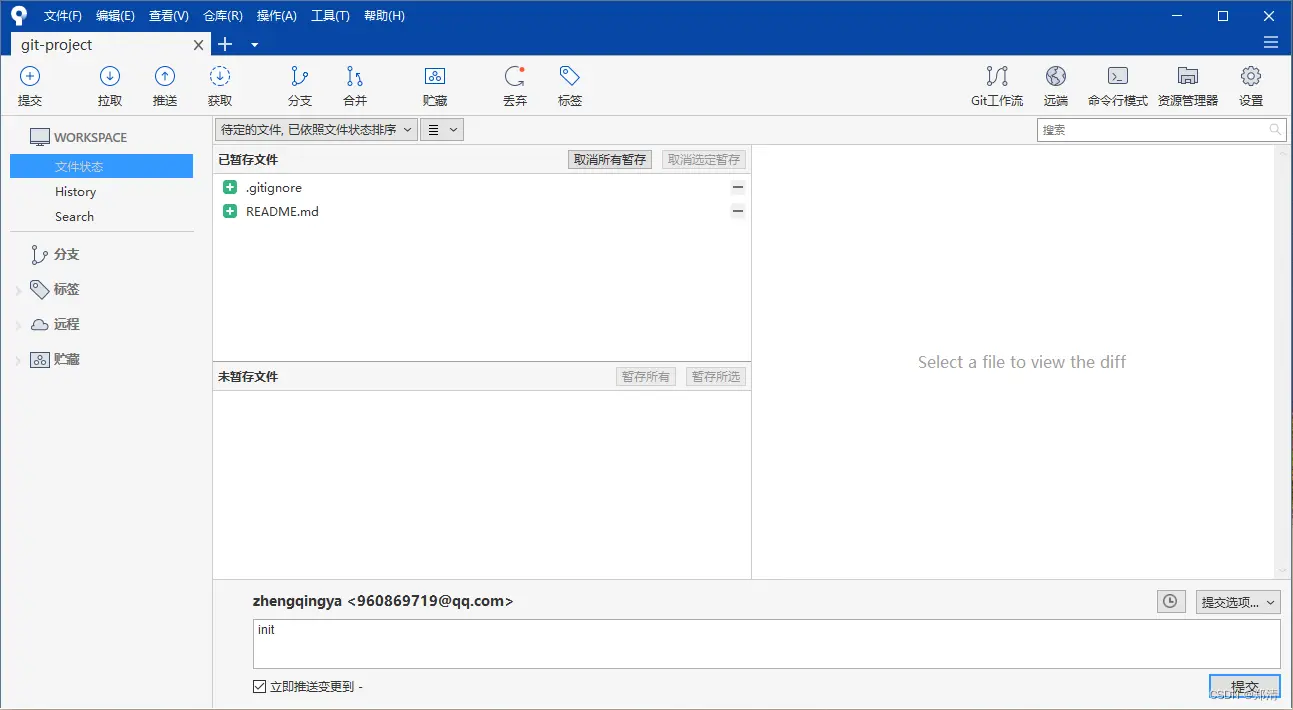 文件(F) 编辑(E) 查看(V) 仓库(R) 操作(A) 工具(T) 帮助(H)
git-project
提交 拉取 推送 获取 分支 合并 贮藏 丢弃 标签 Git工作流 远端 命令行模式 资源管理器 设置
WORKSPACE
文件状态
History
Search
分支
标签
远程
贮藏
待定的文件, 已依照文件状态排序
搜索
已暂存文件 取消所有暂存 取消选定暂存
.gitignore
README.md
未暂存文件 暂存所有 暂存所选
Select a file to view the diff
zhengqingya <960869719@qq.com>
提交选项...
init
立即推送变更到 -
提交
CSDN @郑清